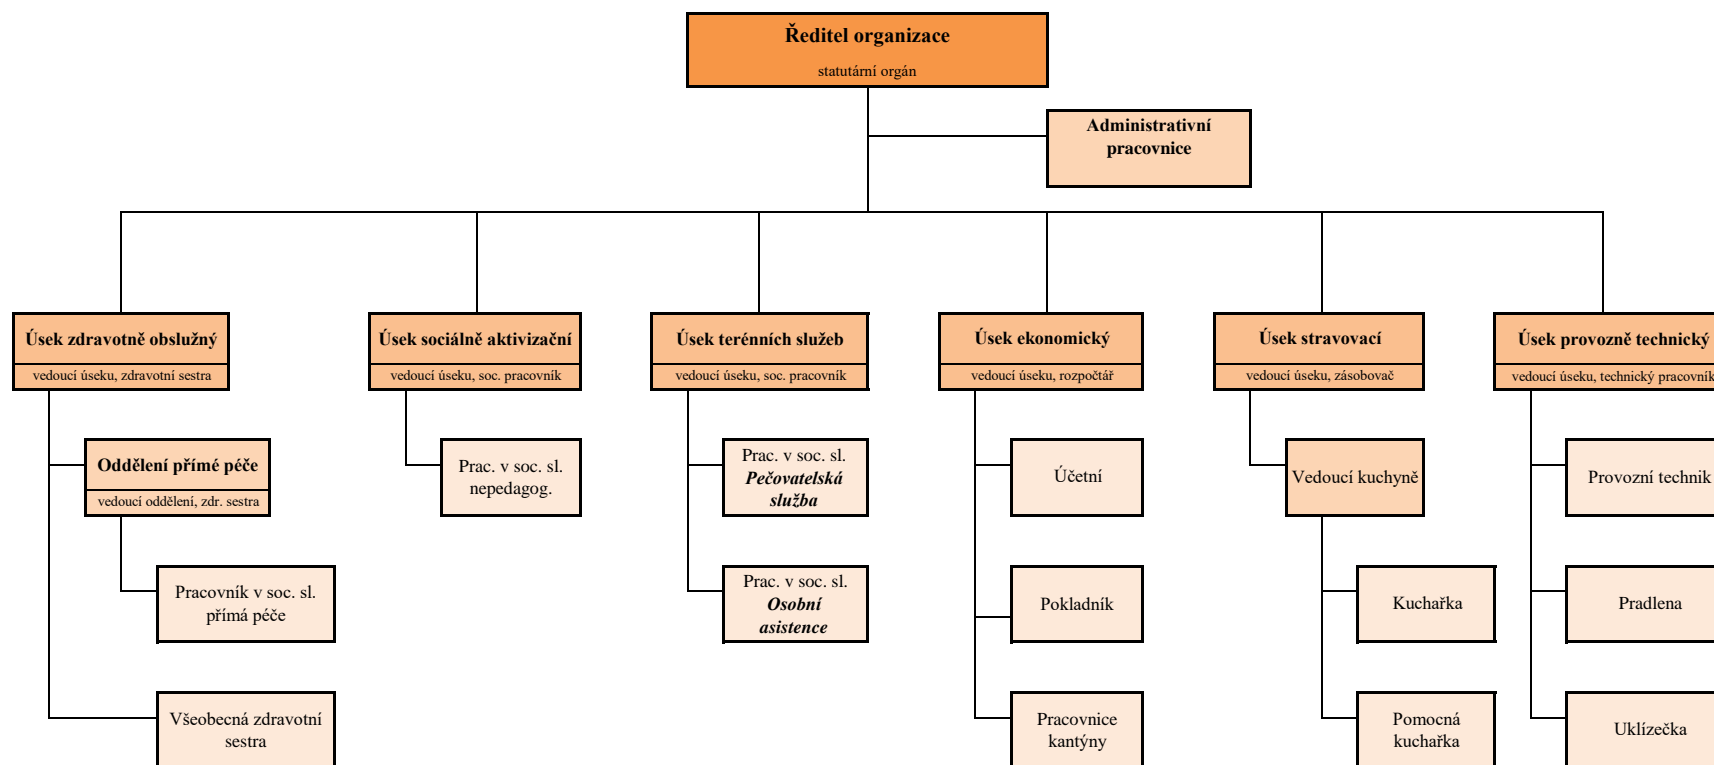 Ředitel organizace
statutární orgán
Administrativní
pracovnice
Úsek zdravotně obslužný
vedoucí úseku, zdravotní sestra
Úsek sociálně aktivizační
vedoucí úseku, soc. pracovník
Úsek terénních služeb
vedoucí úseku, soc. pracovník
Úsek ekonomický
vedoucí úseku, rozpočtář
Úsek stravovací
vedoucí úseku, zásobovač
Úsek provozně technický
vedoucí úseku, technický pracovník
Oddělení přímé péče
vedoucí oddělení, zdr. sestra
Prac. v soc. sl.
nepedagog.
Prac. v soc. sl.
Pečovatelská
služba
Účetní
Vedoucí kuchyně
Provozní technik
Pracovník v soc. sl.
přímá péče
Prac. v soc. sl.
Osobní
asistence
Pokladník
Kuchařka
Pradlena
Všeobecná zdravotní
sestra
Pracovnice
kantýny
Pomocná
kuchařka
Uklízečka